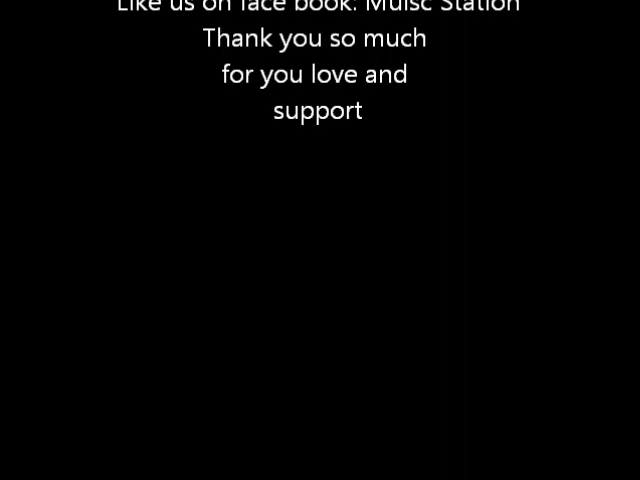 Like us on face book: Muisc Station
Thank you so much
for you love and
support